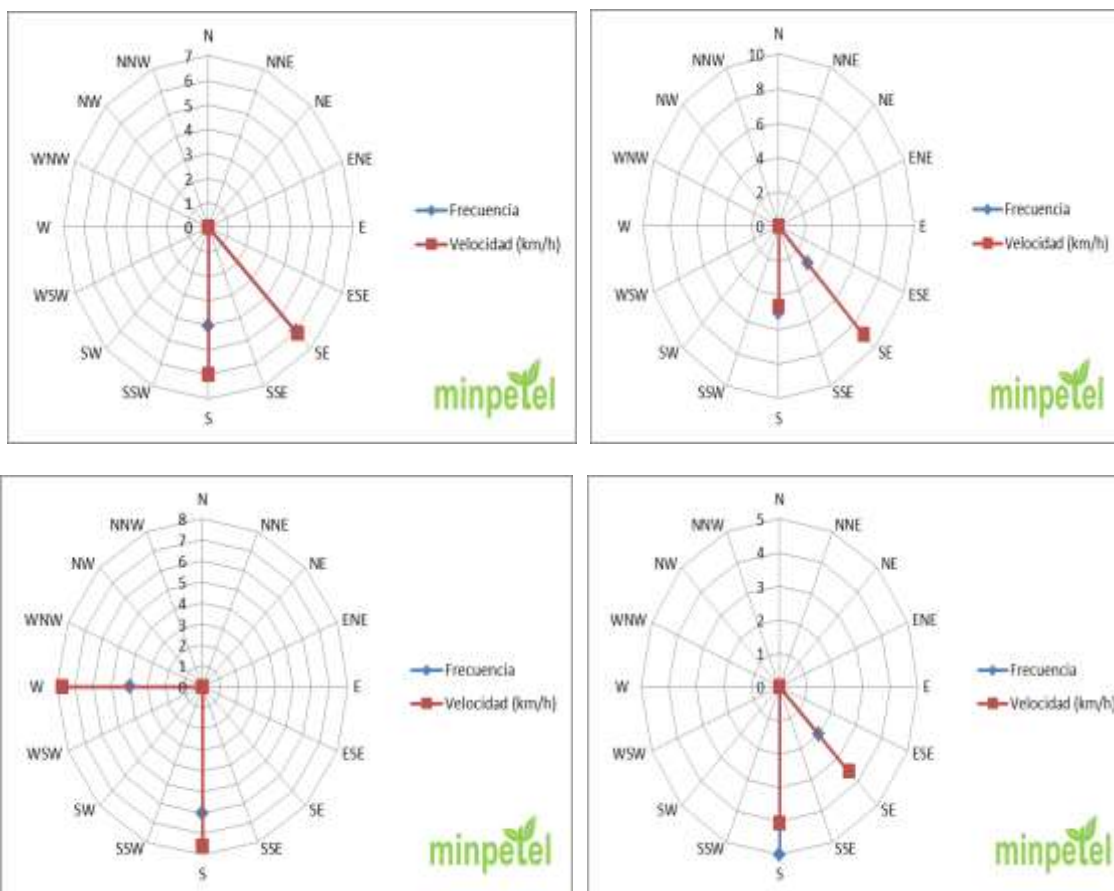 N
NNW
NNE
NW
NE
WNW
ENE
W
E
WSW
ESE
SW
SE
SSW
SSE
S
7
6
5
4
3
2
1
0
Frecuencia
Velocidad (km/h)
minpetel
N
NNW
NNE
NW
NE
WNW
ENE
W
E
WSW
ESE
SW
SE
SSW
SSE
S
10
8
6
4
2
0
Frecuencia
Velocidad (km/h)
minpetel
N
NNW
NNE
NW
NE
WNW
ENE
W
E
WSW
ESE
SW
SE
SSW
SSE
S
8
7
6
5
4
3
2
1
0
Frecuencia
Velocidad (km/h)
minpetel
N
NNW
NNE
NW
NE
WNW
ENE
W
E
WSW
ESE
SW
SE
SSW
SSE
S
5
4
3
2
1
0
Frecuencia
Velocidad (km/h)
minpetel